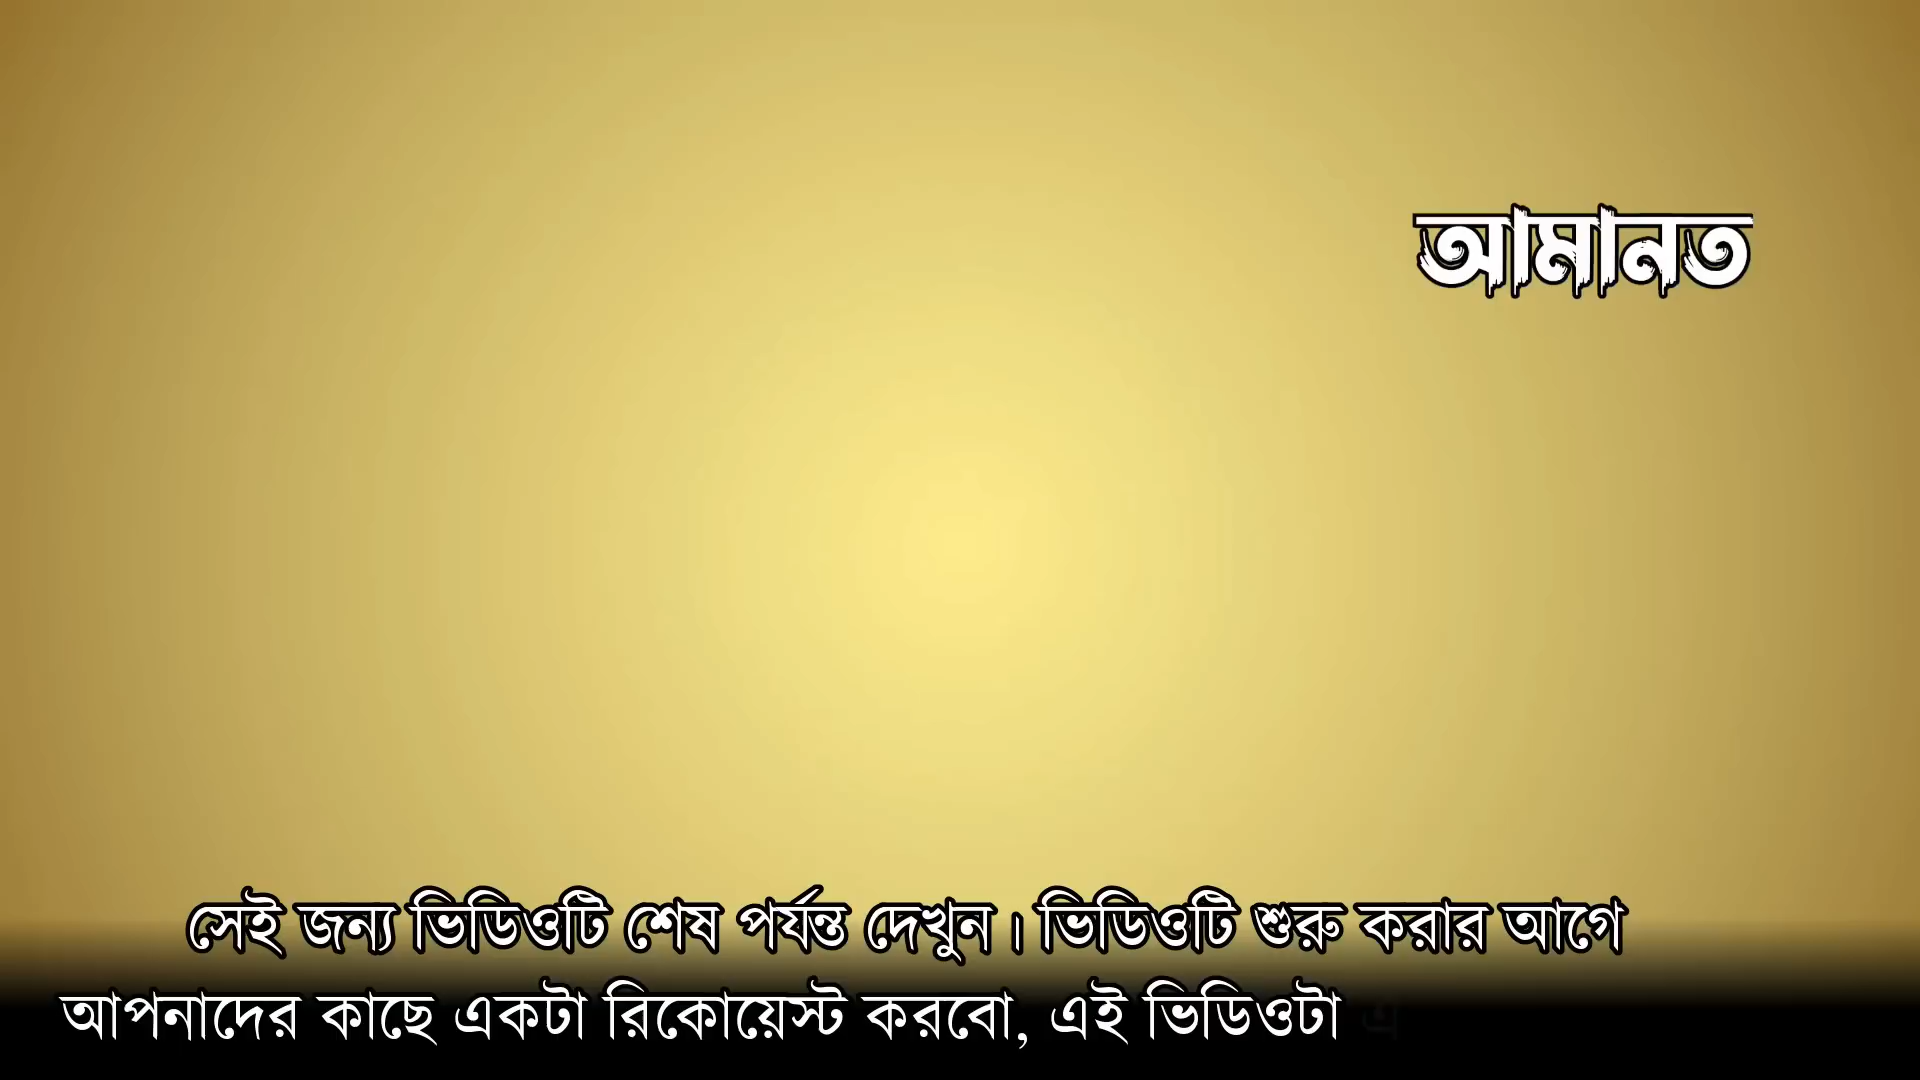 আমানত
সেই জন্য ভিডিওটি শেষ পর্যন্ত দেখুন। ভিডিওটি শুরু করার আগে
আপনাদের কাছে একটা রিকোয়েস্ট করবো, এই ভিডিওটা এ